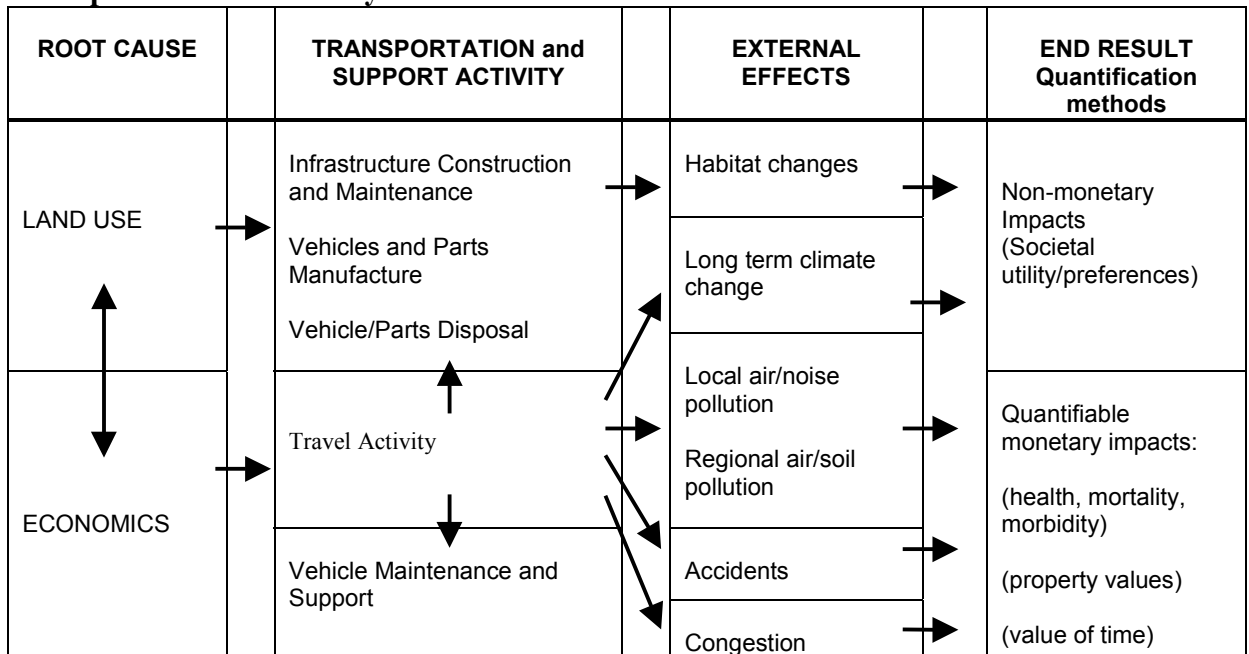 ROOT CAUSE
TRANSPORTATION and
SUPPORT ACTIVITY
EXTERNAL
EFFECTS
END RESULT
Quantification
methods
LAND USE
Infrastructure Construction
and Maintenance
Vehicles and Parts
Manufacture
Vehicle/Parts Disposal
Habitat changes
Long term climate
change
Non-monetary
Impacts
(Societal
utility/preferences)
ECONOMICS
Travel Activity
Vehicle Maintenance and
Support
Local air/noise
pollution
Regional air/soil
pollution
Accidents
Congestion
Quantifiable
monetary impacts:
(health, mortality,
morbidity)
(property values)
(value of time)